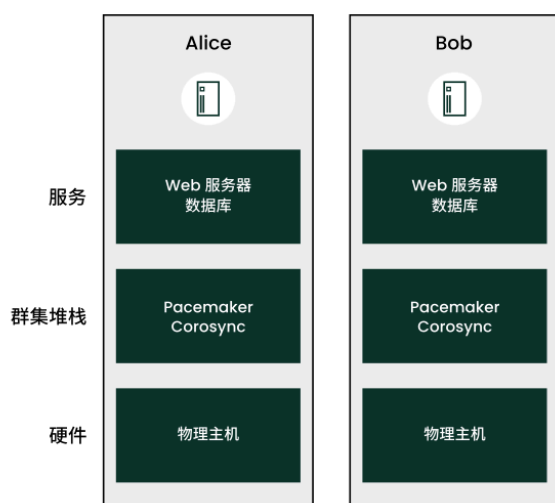 Alice
Bob
服务
Web 服务器
数据库
Web 服务器
数据库
群集堆栈
Pacemaker
Corosync
Pacemaker
Corosync
硬件
物理主机
物理主机